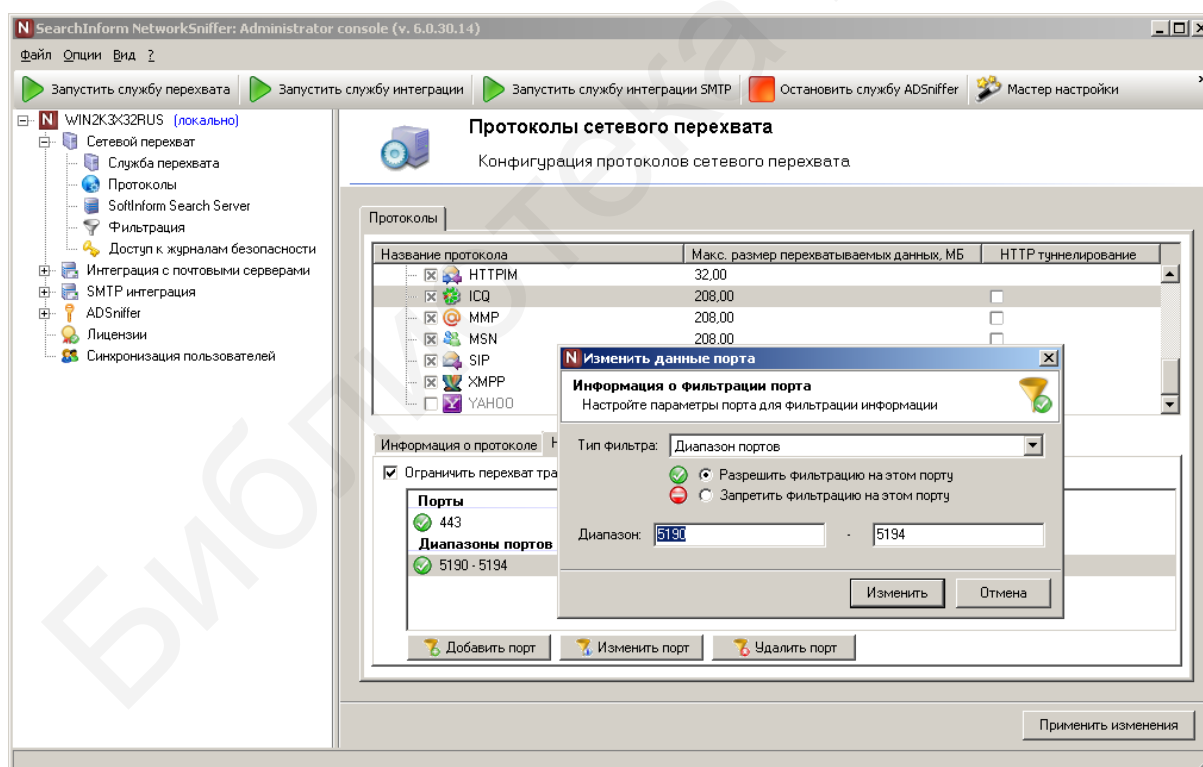 SearchInform NetworkSniffer: Administrator console (v. 6.0.30.14)
Файл Опции Вид ?
Запустить службу перехвата Запустить службу интеграции Запустить службу интеграции SMTP Остановить службу ADSniffer Мастер настройки
WIN2K3X32RUS (локально)
Сетевой перехват
Служба перехвата
Протоколы
SoftInform Search Server
Фильтрация
Доступ к журналам безопасности
Интеграция с почтовыми серверами
SMTP интеграция
ADSniffer
Лицензии
Синхронизация пользователей
Протоколы сетевого перехвата
Конфигурация протоколов сетевого перехвата
Протоколы
Название протокола Макс. размер перехватываемых данных, МБ HTTP туннелирование
HTTPIM 32,00
ICQ 208,00
MMP 208,00
MSN 208,00
SIP
XMPP
YAHOO
Информация о протоколе Н
Ограничить перехват тра
Порты
443
Диапазоны портов
5190 - 5194
Добавить порт Изменить порт Удалить порт
Изменить данные порта
Информация о фильтрации порта
Настройте параметры порта для фильтрации информации
Тип фильтра: Диапазон портов
Разрешить фильтрацию на этом порту
Запретить фильтрацию на этом порту
Диапазон: 5190 - 5194
Изменить Отмена
Применить изменения
Библиотека